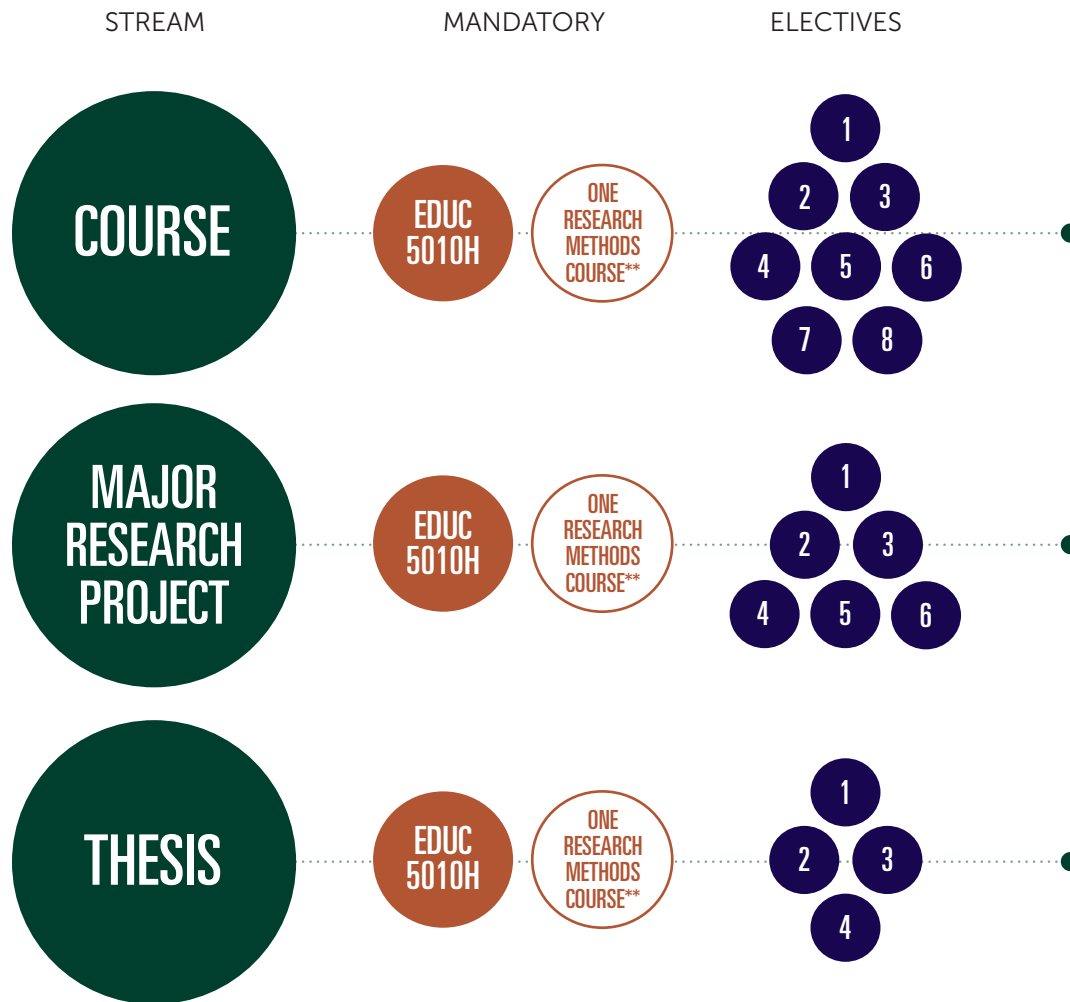 STREAM MANDATORY ELECTIVES
COURSE
EDUC
5010H
ONE
RESEARCH
METHODS
COURSE**
1
2 3
4 5 6
7 8
MAJOR
RESEARCH
PROJECT
EDUC
5010H
ONE
RESEARCH
METHODS
COURSE**
1
2 3
4 5 6
THESIS
EDUC
5010H
ONE
RESEARCH
METHODS
COURSE**
1
2 3
4